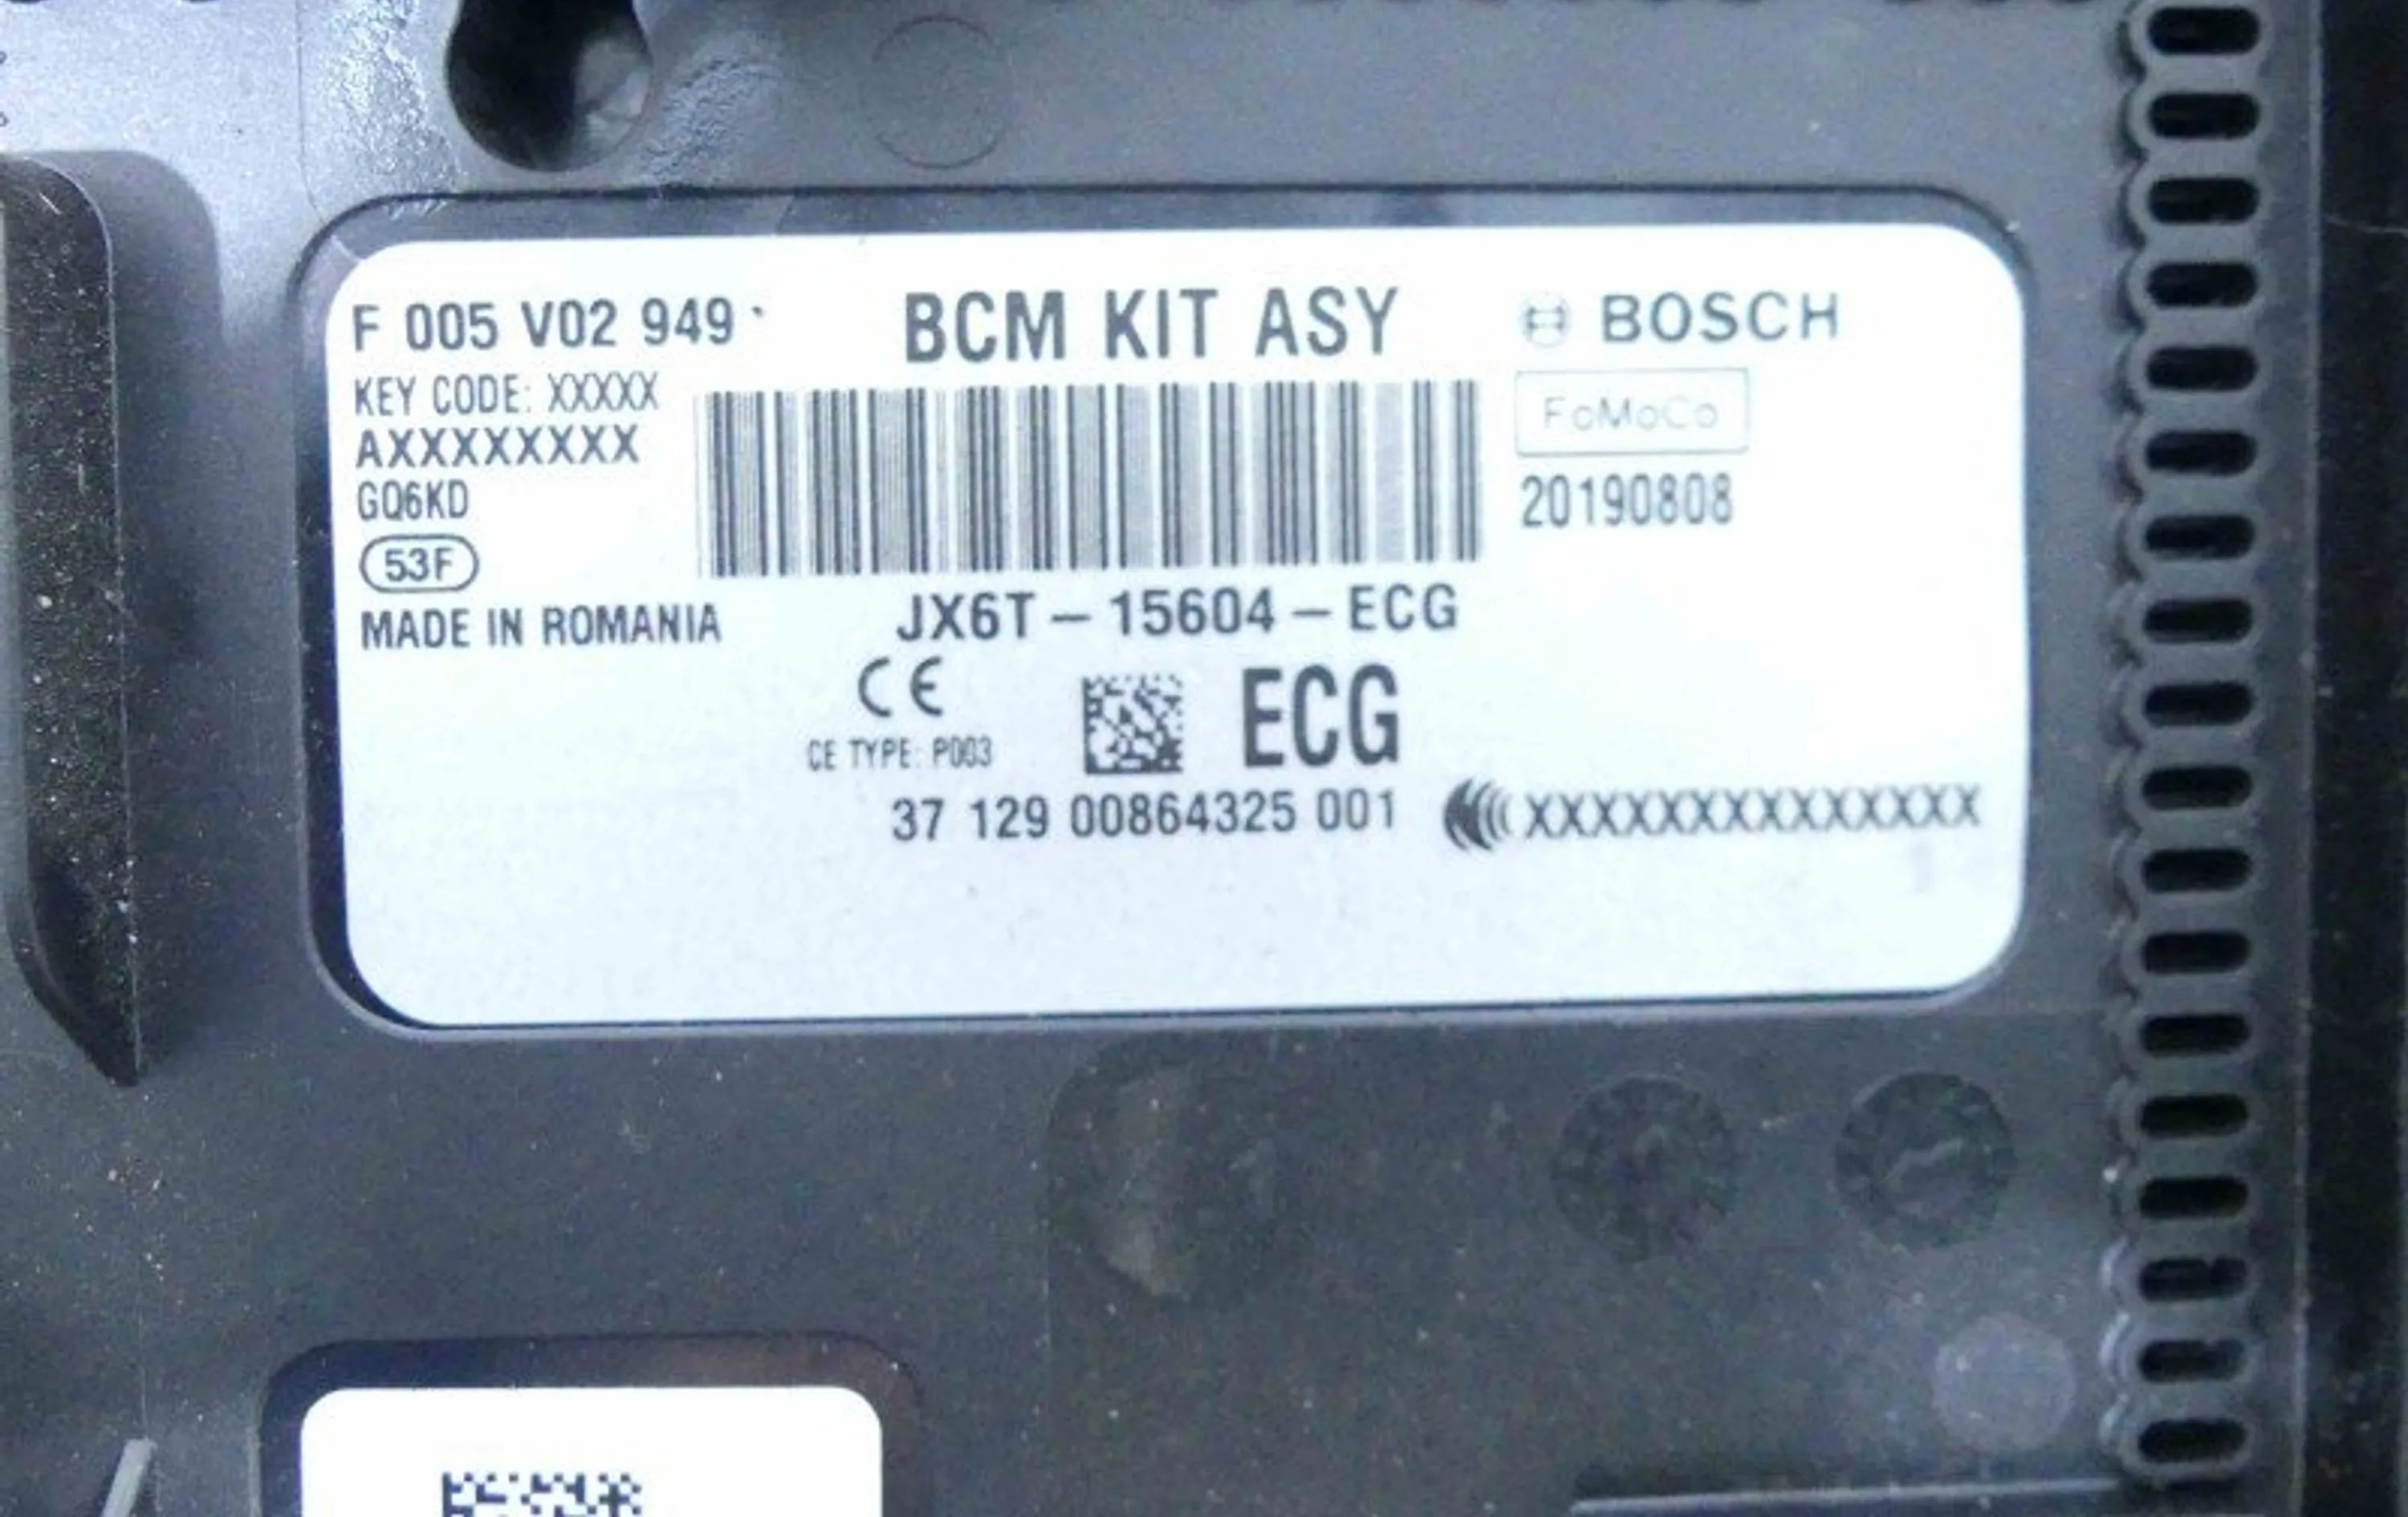 F 005 V02 949
BCM KIT ASY
BOSCH
KEY CODE: XXXXX
FoMoCo
AXXXXXXXXX
GQ6KD
20190808
53F
MADE IN ROMANIA
JX6T – 15604 – ECG
CE
ECG
CE TYPE: P003
37 129 00864325 001
XXXXXXXXXXXXXX